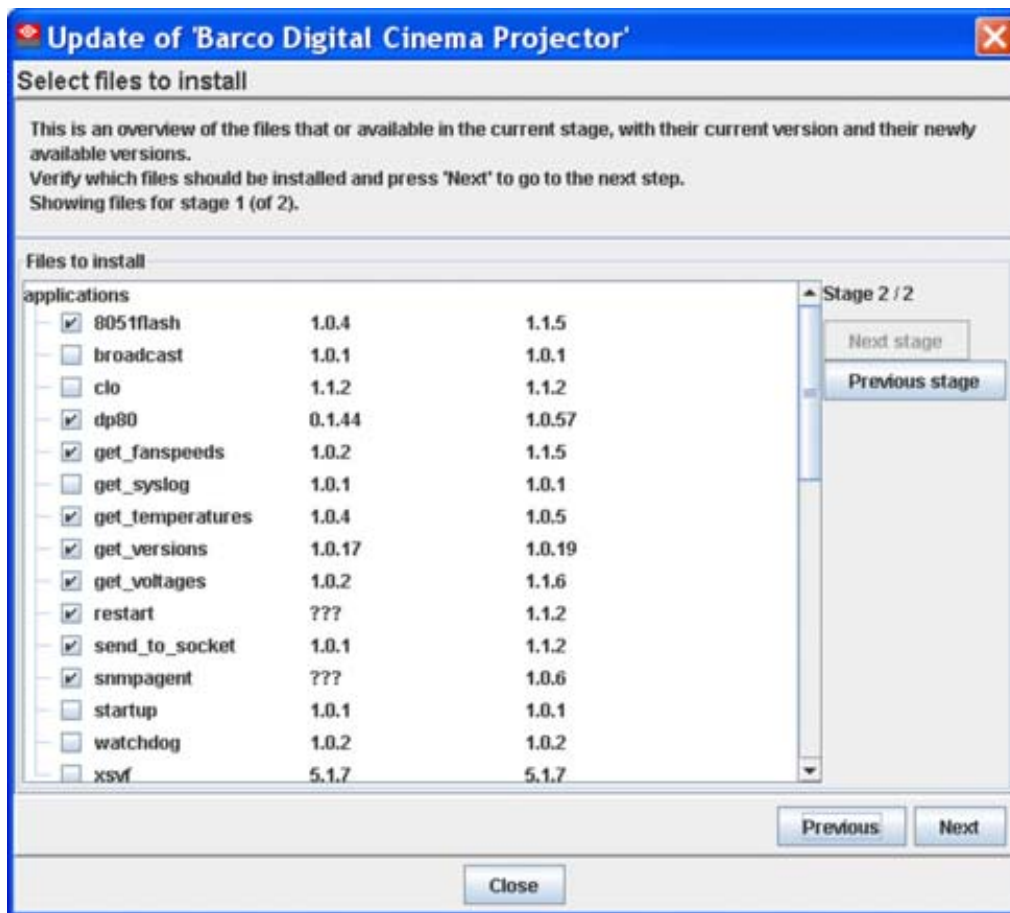 Update of 'Barco Digital Cinema Projector'
Select files to install
This is an overview of the files that or available in the current stage, with their current version and their newly
available versions.
Verify which files should be installed and press 'Next' to go to the next step.
Showing files for stage 1 (of 2).
Files to install
applications
Stage 2 / 2
8051flash 1.0.4 1.1.5
Next stage
broadcast 1.0.1 1.0.1
Previous stage
clo 1.1.2 1.1.2
dp80 0.1.44 1.0.57
get_fanspeeds 1.0.2 1.1.5
get_syslog 1.0.1 1.0.1
get_temperatures 1.0.4 1.0.5
get_versions 1.0.17 1.0.19
get_voltages 1.0.2 1.1.6
restart ??? 1.1.2
send_to_socket 1.0.1 1.1.2
snmpagent ??? 1.0.6
startup 1.0.1 1.0.1
watchdog 1.0.2 1.0.2
xsvf 5.1.7 5.1.7
Previous Next
Close